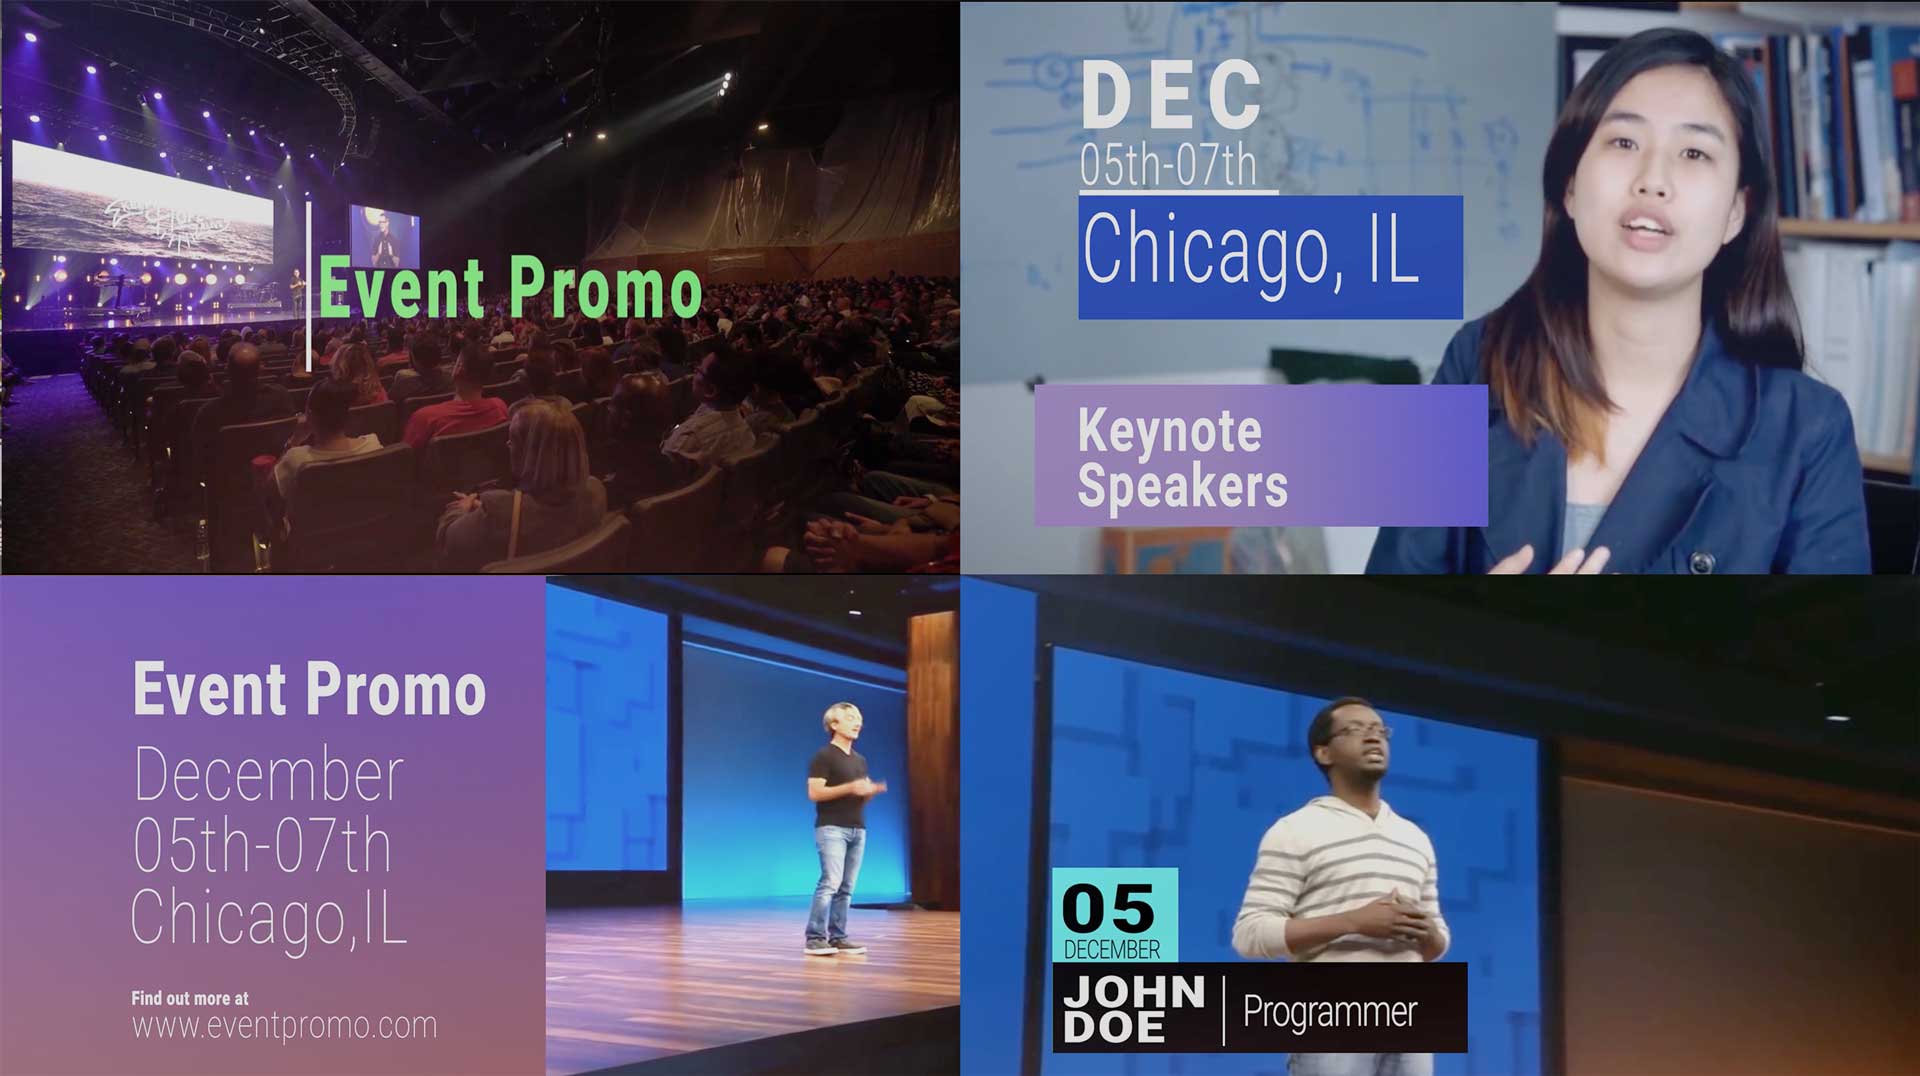 Event Promo
DEC
05th-07th
Chicago, IL
Keynote
Speakers
Event Promo
December
05th-07th
Chicago,IL
Find out more at
www.eventpromo.com
05
DECEMBER
JOHN
DOE
Programmer